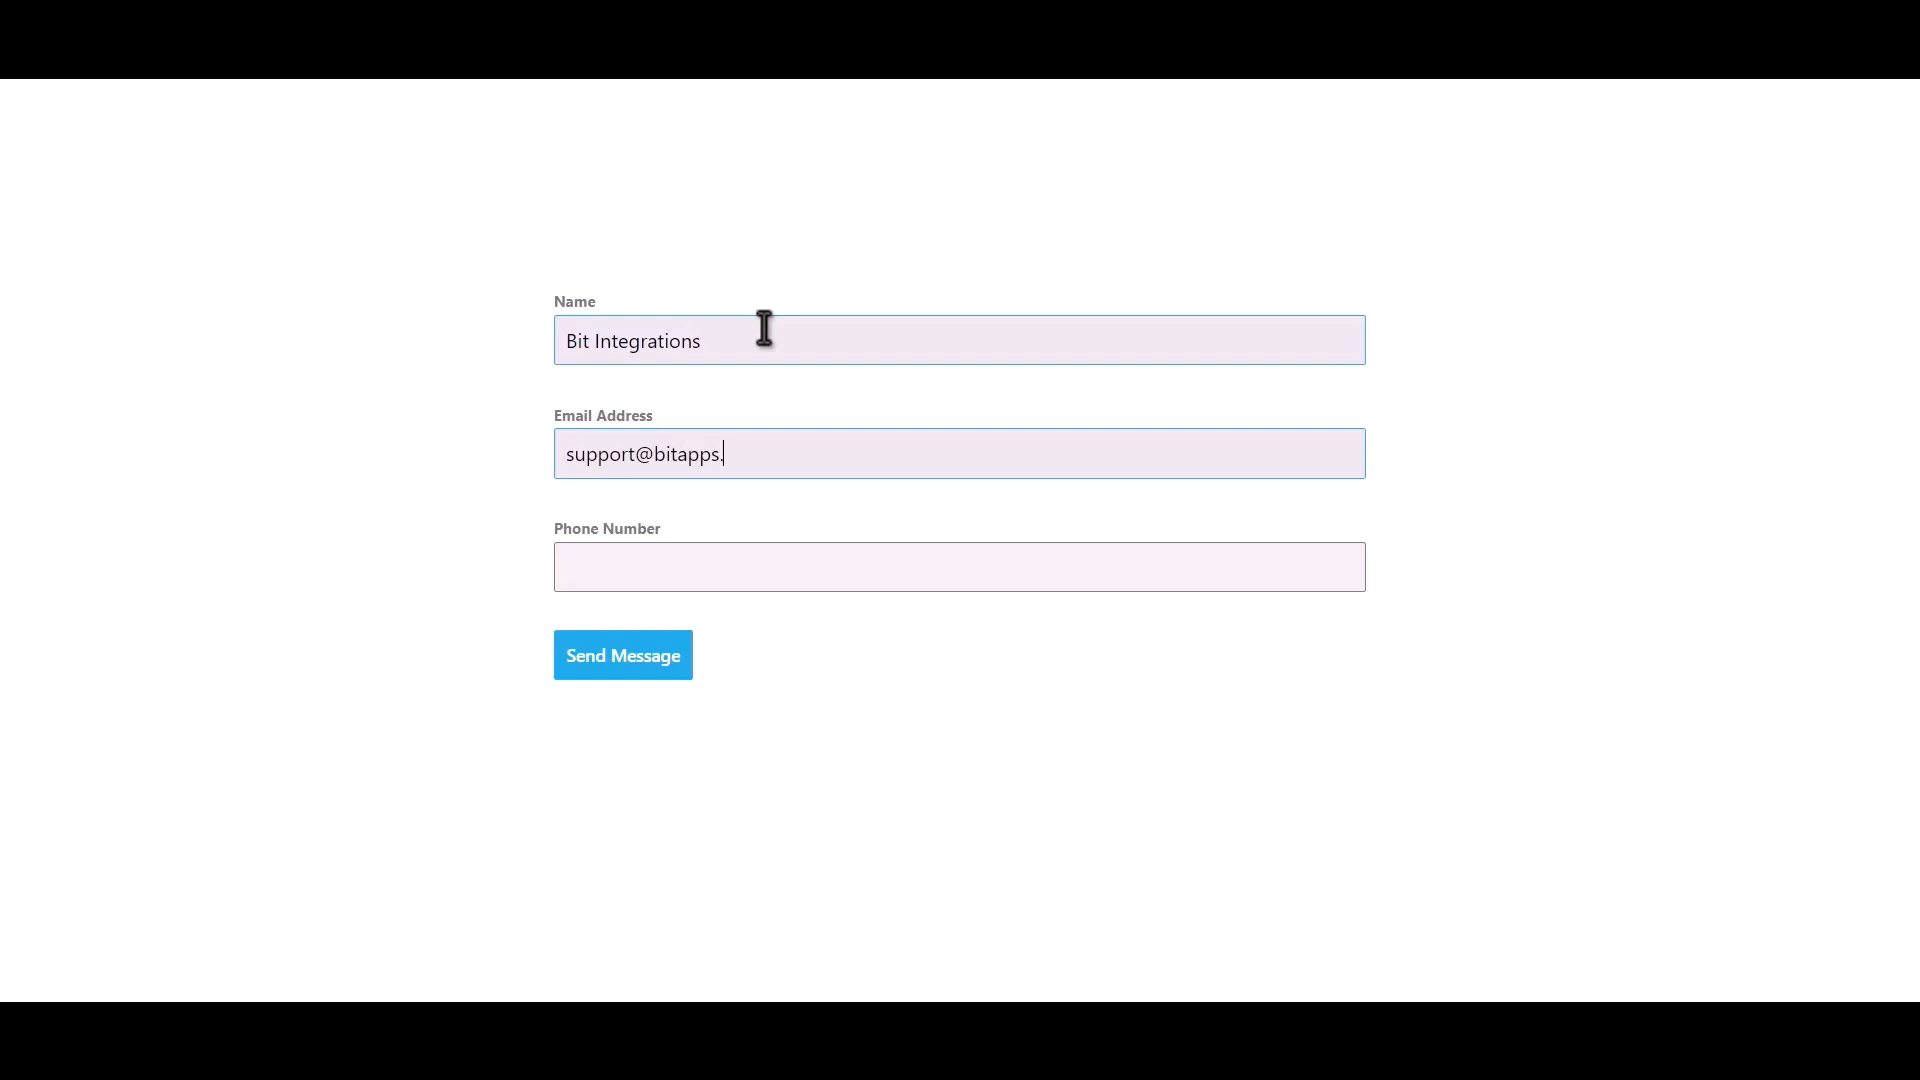 Name
Bit Integrations
Email Address
support@bitapps.
Phone Number
Send Message